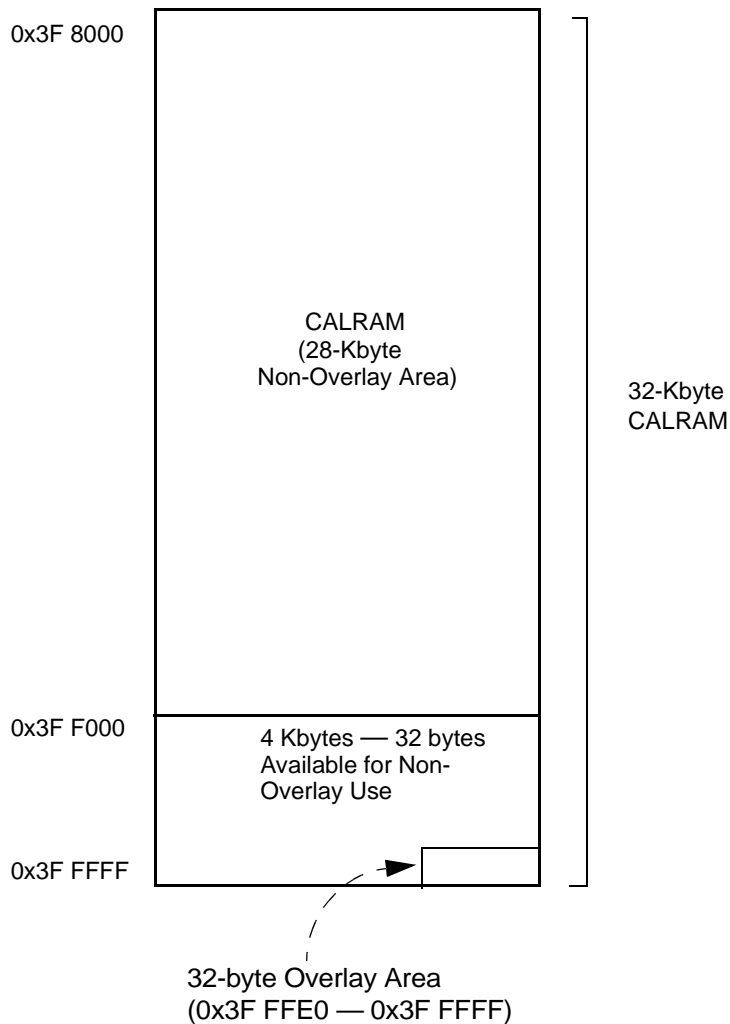 0x3F 8000
CALRAM
(28-Kbyte
Non-Overlay Area)
32-Kbyte
CALRAM
0x3F F000
4 Kbytes — 32 bytes
Available for Non-
Overlay Use
0x3F FFFF
32-byte Overlay Area
(0x3F FFE0 — 0x3F FFFF)